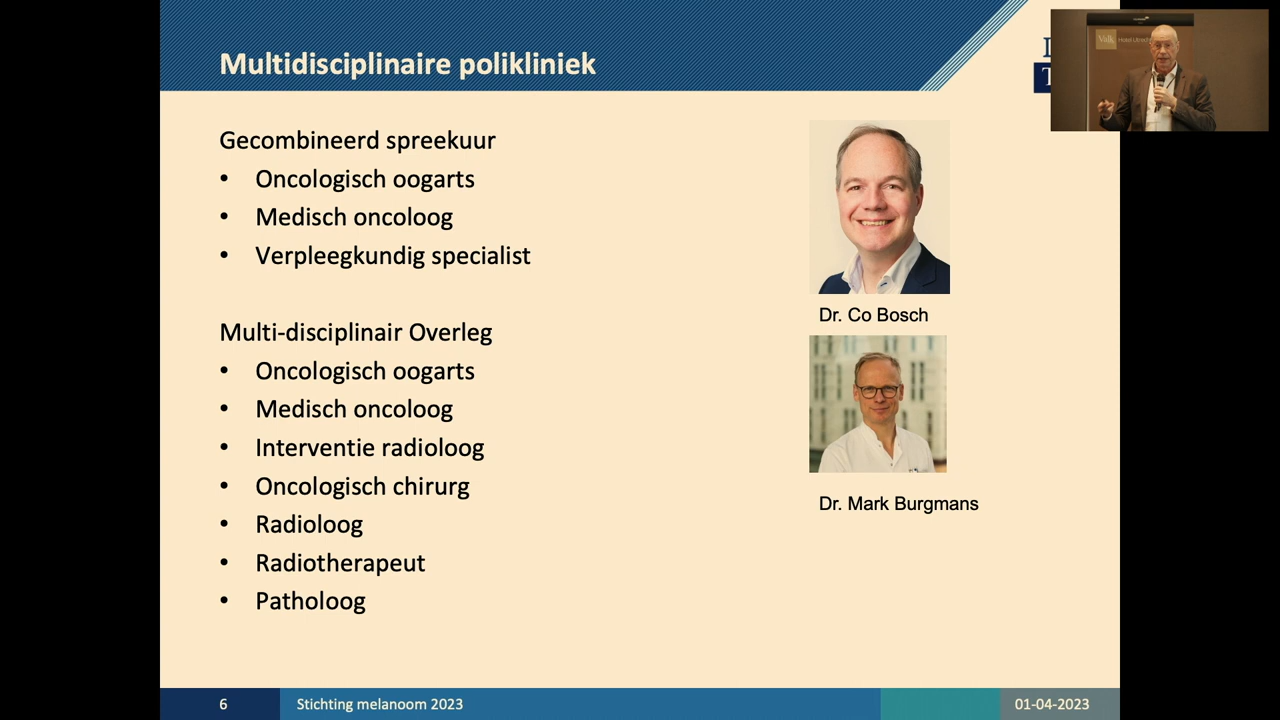 Multidisciplinaire polikliniek
Gecombineerd spreekuur
• Oncologisch oogarts
• Medisch oncoloog
• Verpleegkundig specialist
Multi-disciplinair Overleg
• Oncologisch oogarts
• Medisch oncoloog
• Interventie radioloog
• Oncologisch chirurg
• Radioloog
• Radiotherapeut
• Patholoog
Dr. Co Bosch
Dr. Mark Burgmans
Valk
6
Stichting melanoom 2023
01-04-2023